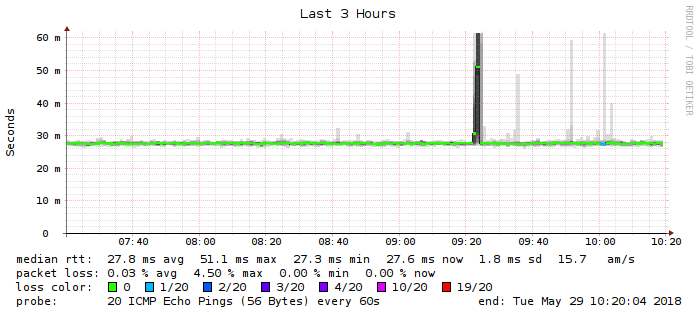 Last 3 Hours
RRDTOOL / TOBI OETIKER
Seconds
60 m
50 m
40 m
30 m
20 m
10 m
0
07:40 08:00 08:20 08:40 09:00 09:20 09:40 10:00 10:20
median rtt: 27.8 ms avg 51.1 ms max 27.3 ms min 27.6 ms now 1.8 ms sd 15.7 am/s
packet loss: 0.03 % avg 4.50 % max 0.00 % min 0.00 % now
loss color: 0 1/20 2/20 3/20 4/20 10/20 19/20
probe: 20 ICMP Echo Pings (56 Bytes) every 60s end: Tue May 29 10:20:04 2018